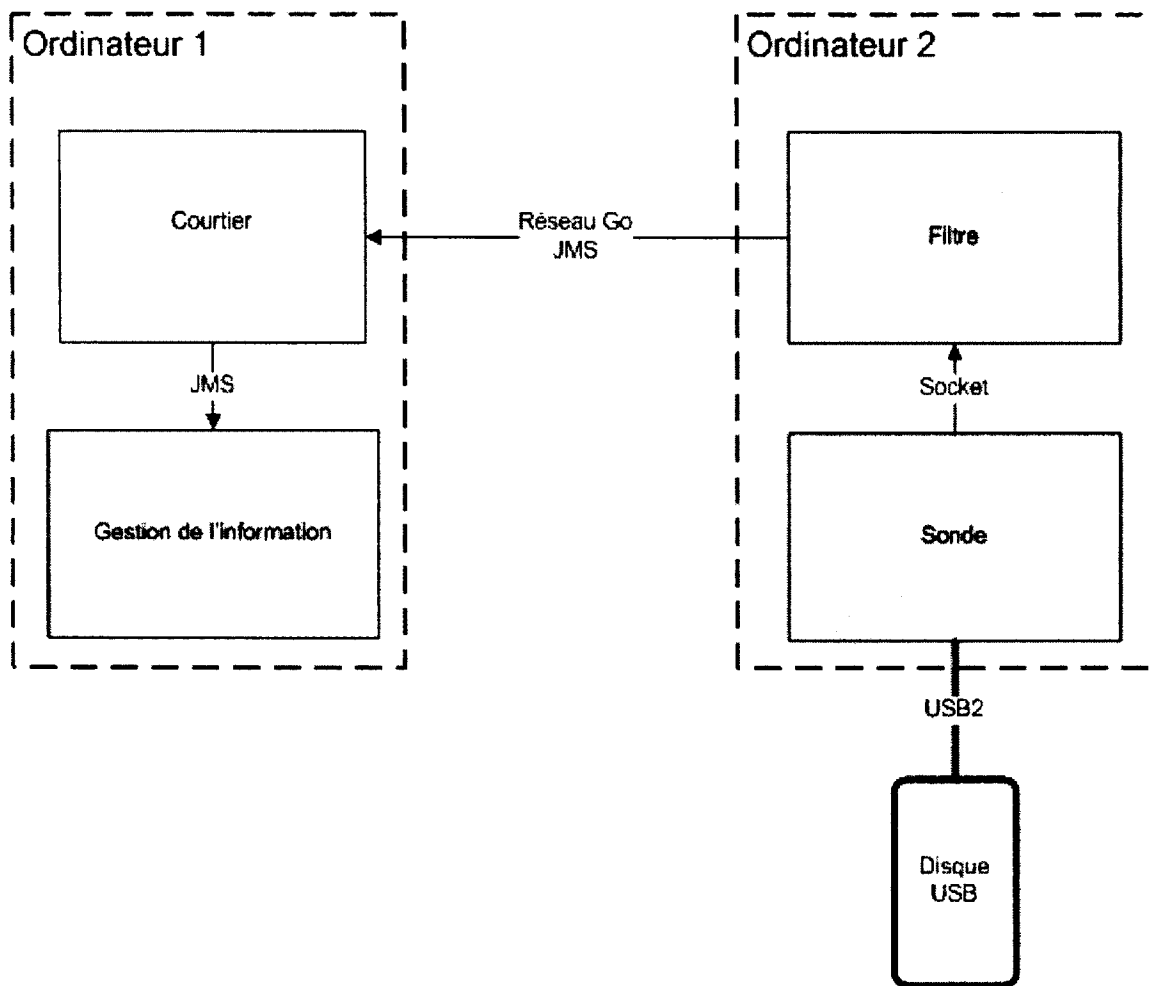 Ordinateur 1
Ordinateur 2
Courtier
Réseau Go
JMS
Filtre
JMS
Socket
Gestion de l'information
Sonde
USB2
Disque
USB